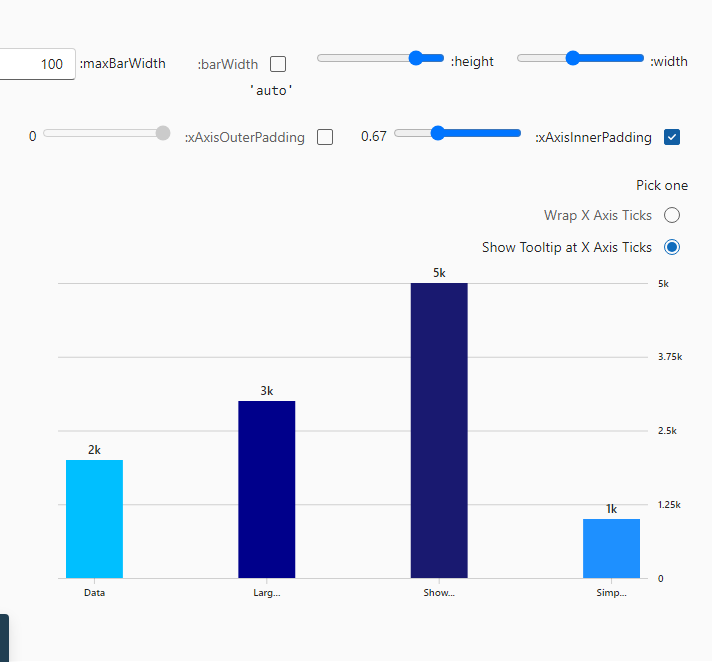 100 :maxBarWidth :barWidth :height :width
'auto'
0 :xAxisOuterPadding 0.67 :xAxisInnerPadding
Pick one
Wrap X Axis Ticks
Show Tooltip at X Axis Ticks
5k
5k
3.75k
3k
2.5k
2k
1.25k
1k
0
Data Larg... Show... Simp...